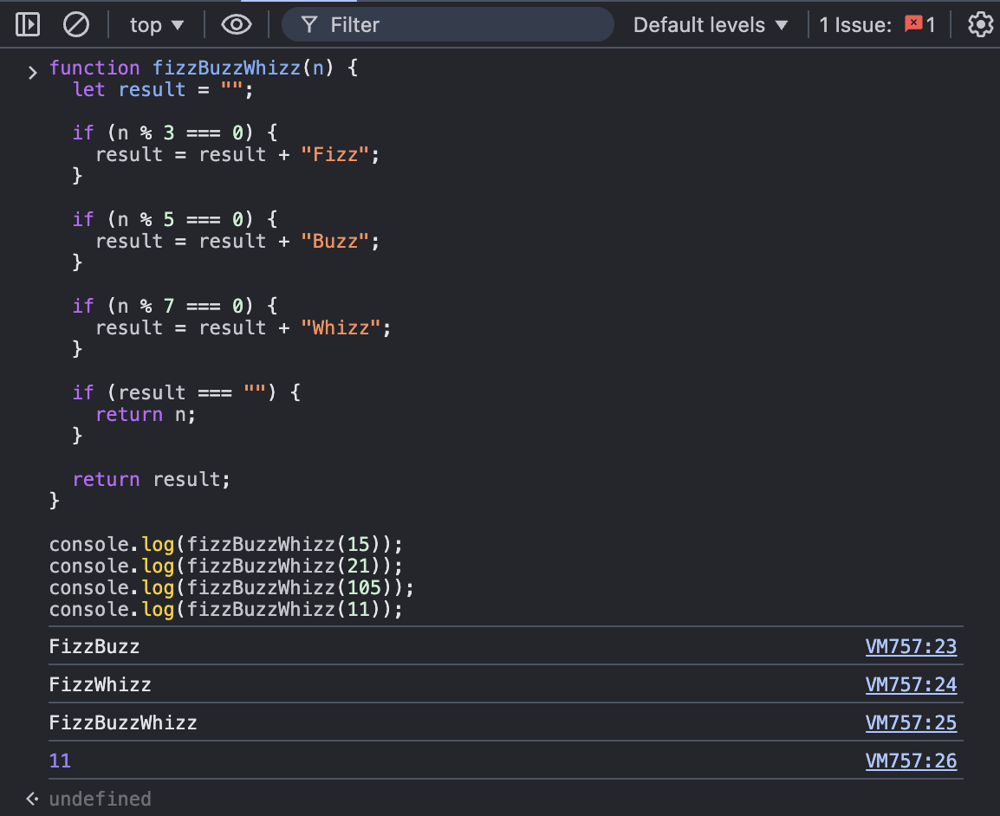 top ▼ Filter Default levels ▼ 1 Issue: 1
function fizzBuzzWhizz(n) {
  let result = "";

  if (n % 3 === 0) {
    result = result + "Fizz";
  }

  if (n % 5 === 0) {
    result = result + "Buzz";
  }

  if (n % 7 === 0) {
    result = result + "Whizz";
  }

  if (result === "") {
    return n;
  }

  return result;
}

console.log(fizzBuzzWhizz(15));
console.log(fizzBuzzWhizz(21));
console.log(fizzBuzzWhizz(105));
console.log(fizzBuzzWhizz(11));
FizzBuzz VM757:23
FizzWhizz VM757:24
FizzBuzzWhizz VM757:25
11 VM757:26
undefined